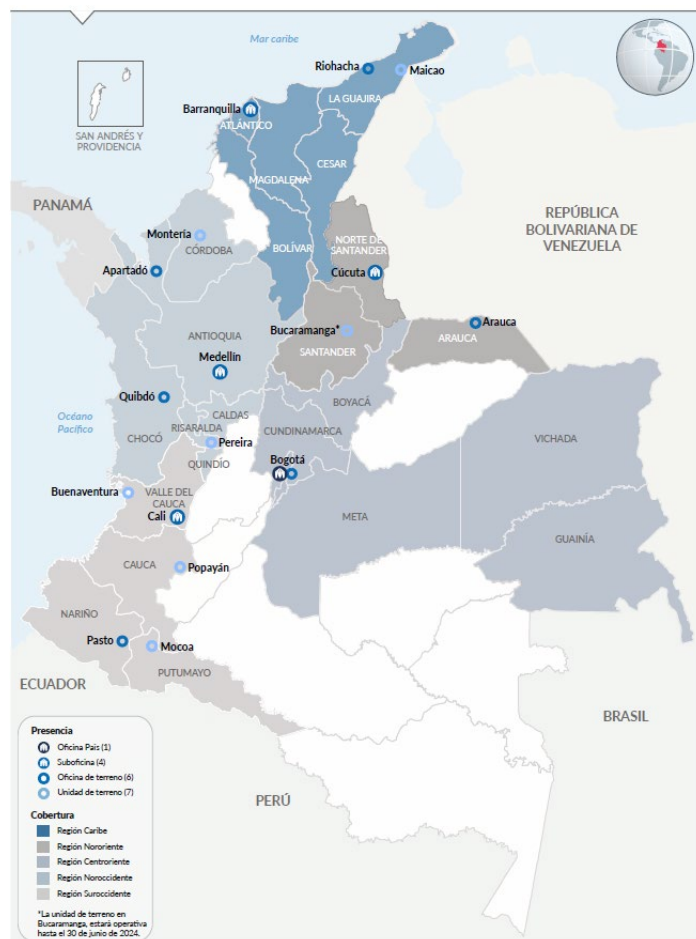 Mar caribe
Riohacha
Maicao
LA GUAJIRA
Barranquilla
ATLÁNTICO
SAN ANDRÉS Y
PROVIDENCIA
CESAR
MAGDALENA
PANAMÁ
REPÚBLICA
BOLIVARIANA DE
VENEZUELA
Montería
CÓRDOBA
BOLÍVAR
NORTE DE
SANTANDER
Apartadó
Cúcuta
Arauca
ANTIOQUIA
Bucaramanga*
ARAUCA
SANTANDER
Medellín
Quibdó
BOYACÁ
CALDAS
Océano
Pacífico
CHOCÓ
RISARALDA
CUNDINAMARCA
VICHADA
Pereira
QUINDÍO
Bogotá
Buenaventura
VALLE DEL
CAUCA
Cali
META
GUAINÍA
CAUCA
Popayán
NARIÑO
Pasto
Mocoa
PUTUMAYO
ECUADOR
BRASIL
PERÚ
Presencia
Oficina País (1)
Suboficina (4)
Oficina de terreno (6)
Unidad de terreno (7)
Cobertura
Región Caribe
Región Nororiente
Región Centroriente
Región Noroccidente
Región Suroccidente
*La unidad de terreno en
Bucaramanga, estará operativa
hasta el 30 de junio de 2024.